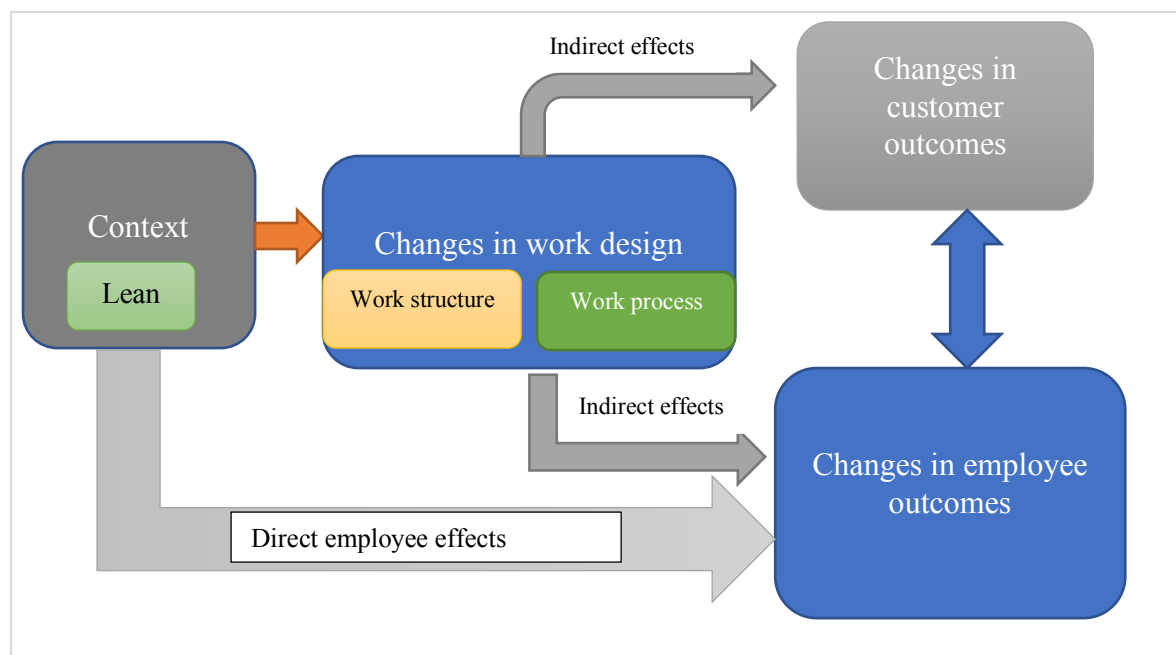 Indirect effects
Changes in
customer
outcomes
Context
Lean
Changes in work design
Work structure
Work process
Indirect effects
Changes in employee
outcomes
Direct employee effects